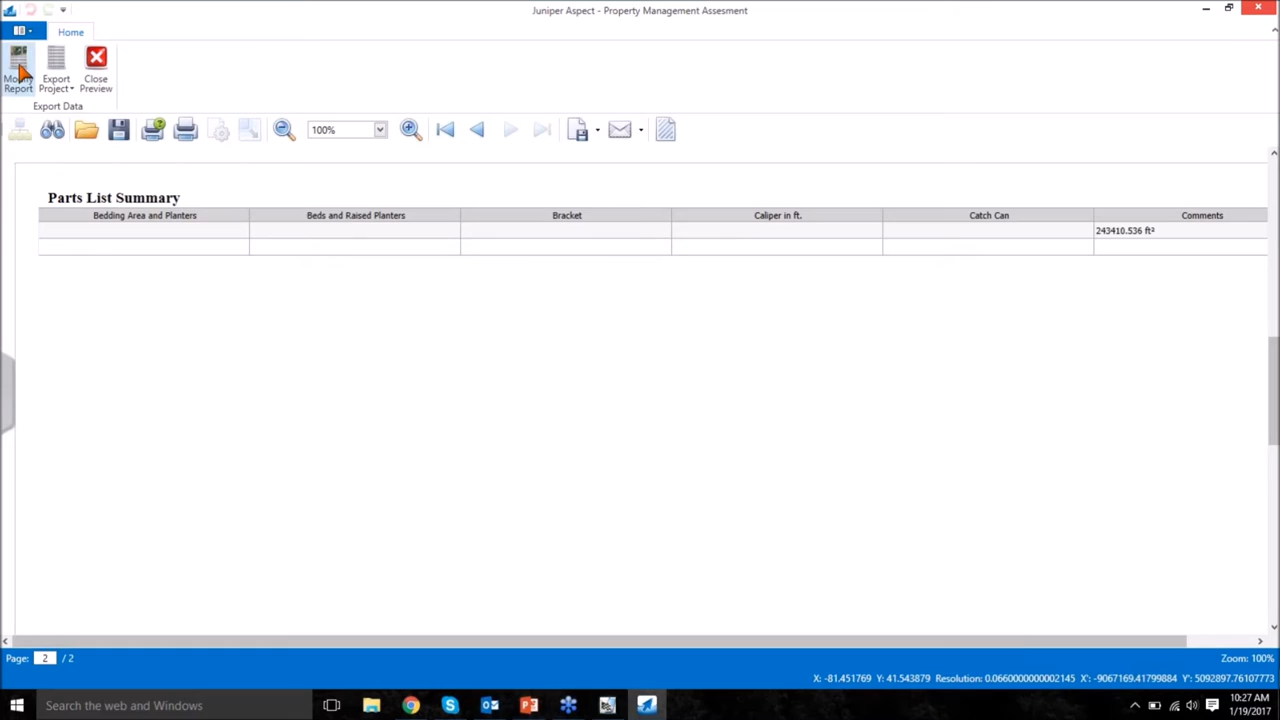 Juniper Aspect - Property Management Assesment
Home
Modify Report
Export Project
Close Preview
Export Data
100%
Parts List Summary
Bedding Area and Planters Beds and Raised Planters Bracket Caliper in ft. Catch Can Comments
243410.536 ft²
Page: 2 / 2 Zoom: 100%
X: -81.451769 Y: 41.543879 Resolution: 0.0660000000002145 X': -9067169.41799884 Y': 5092897.76107773
Search the web and Windows
10:27 AM
1/19/2017